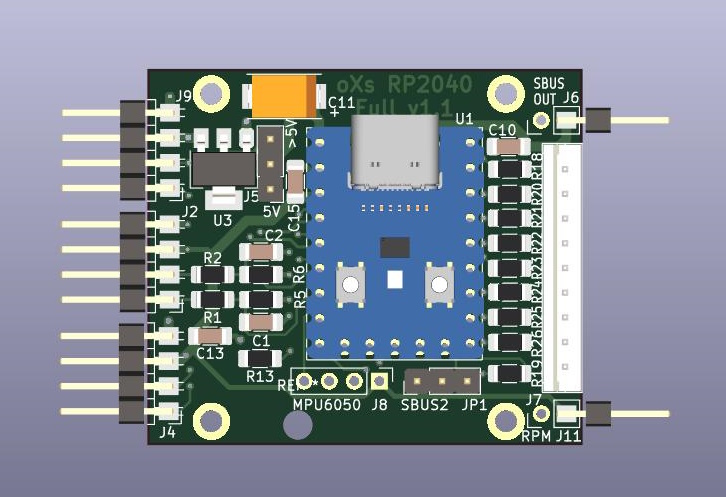 oXs RP2040
Full v1.1
SBUS
OUT J6
J9
C11
+
U1
>5V
C10
J5
5V
U3
C15
J2
C2
R2
R6
R5
R1
C1
C13
R13
R18
R20
R21
R22
R23
R24
R25
R26
R19
MPU6050 J8
SBUS2 JP1
J7
RPM J11
J4